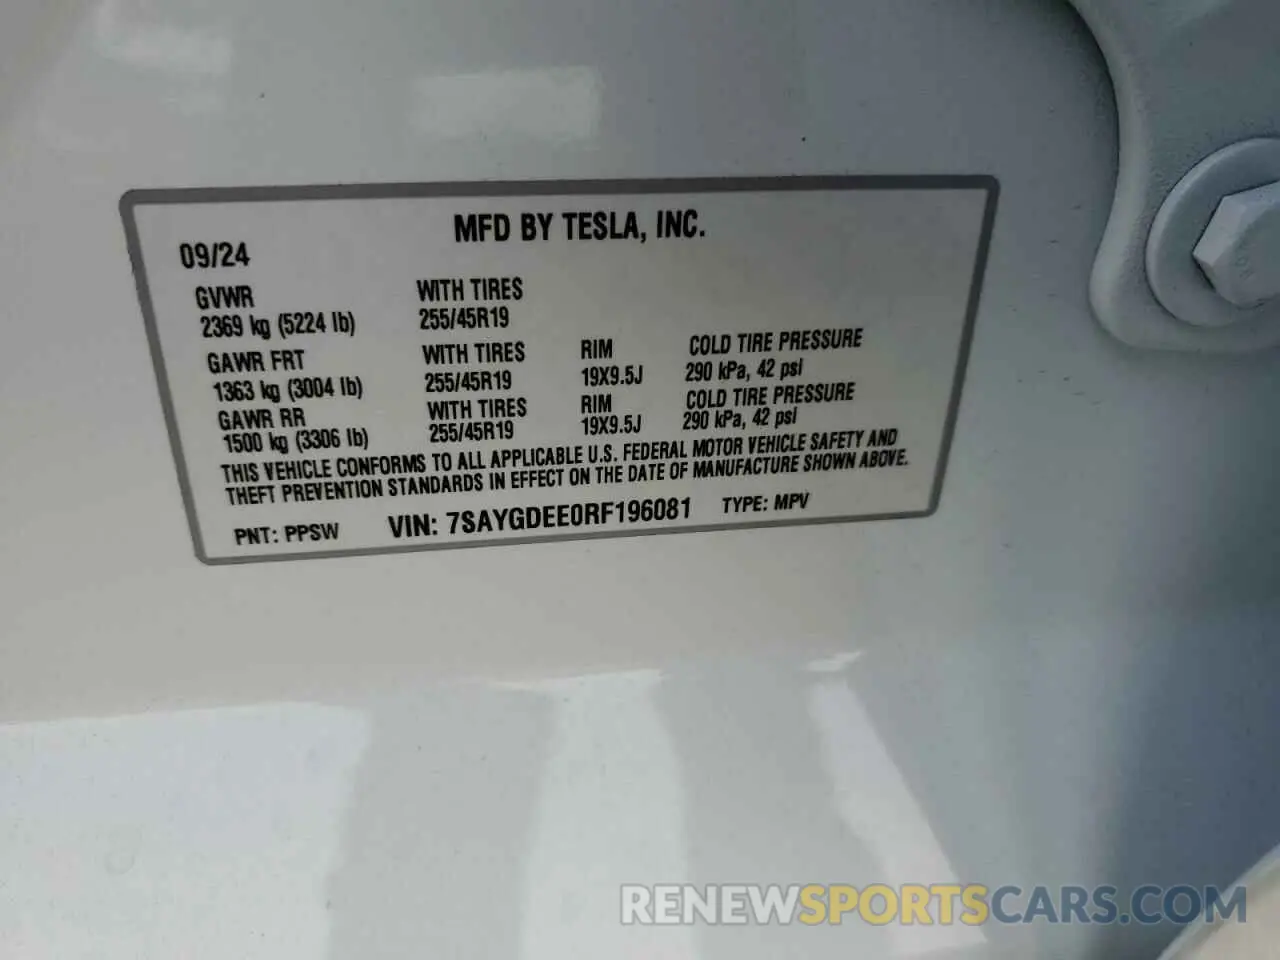 MFD BY TESLA, INC.
09/24
GVWR WITH TIRES
2369 kg (5224 lb) 255/45R19
GAWR FRT WITH TIRES RIM COLD TIRE PRESSURE
1363 kg (3004 lb) 255/45R19 19X9.5J 290 kPa, 42 psi
GAWR RR WITH TIRES RIM COLD TIRE PRESSURE
1500 kg (3306 lb) 255/45R19 19X9.5J 290 kPa, 42 psi
THIS VEHICLE CONFORMS TO ALL APPLICABLE U.S. FEDERAL MOTOR VEHICLE SAFETY AND
THEFT PREVENTION STANDARDS IN EFFECT ON THE DATE OF MANUFACTURE SHOWN ABOVE.
PNT: PPSW VIN: 7SAYGDEE0RF196081 TYPE: MPV
RENEWSPORTSCARS.COM